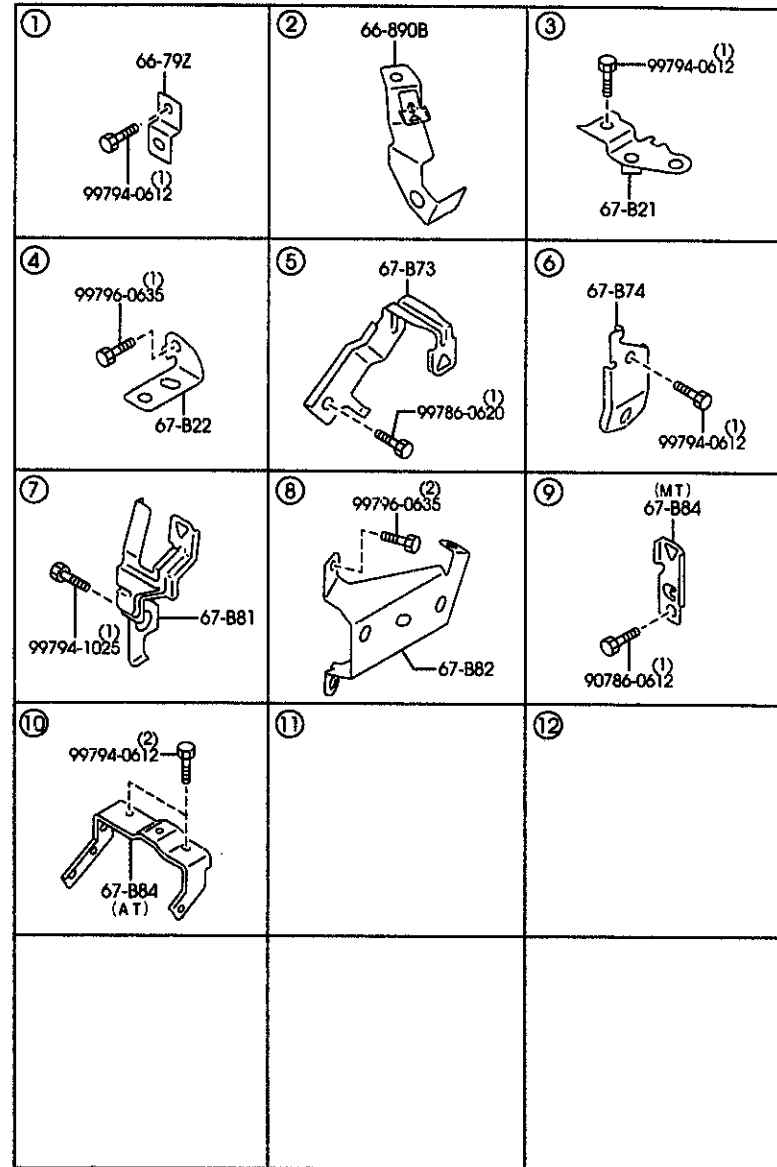 ①
66-79Z
(1)
99794-0612
②
66-890B
③
(1)
99794-0612
67-B21
④
(1)
99796-0635
67-B22
⑤
67-B73
(1)
99786-0620
⑥
67-B74
(1)
99794-0612
⑦
67-B81
(1)
99794-1025
⑧
(2)
99796-0635
67-B82
⑨
(MT)
67-B84
(1)
90786-0612
⑩
(2)
99794-0612
67-B84
(AT)
⑪
⑫